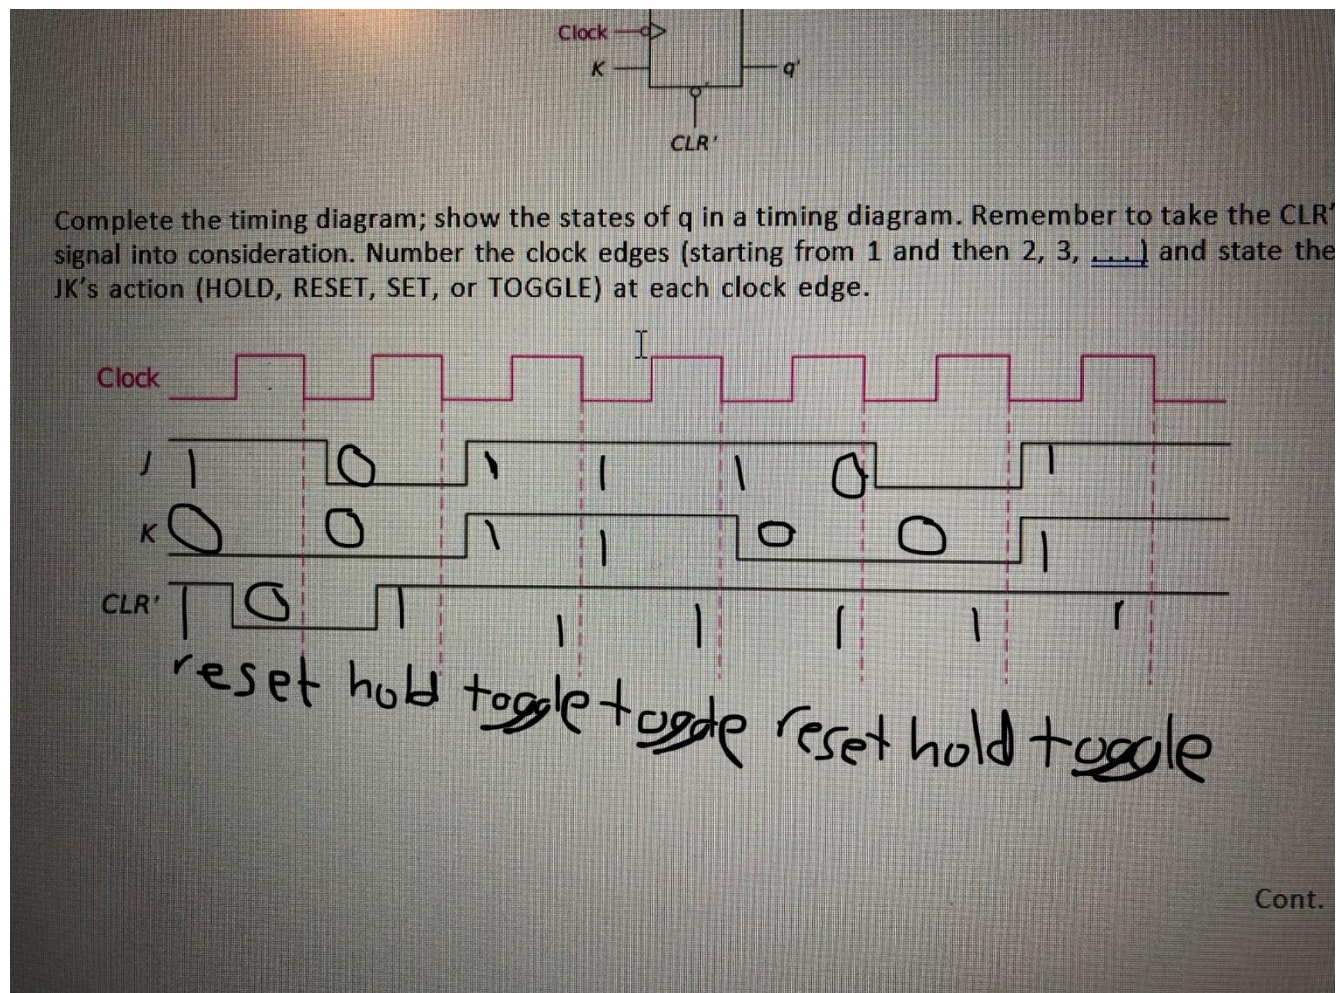 Clock
K q'
CLR'
Complete the timing diagram; show the states of q in a timing diagram. Remember to take the CLR'
signal into consideration. Number the clock edges (starting from 1 and then 2, 3, ....) and state the
JK's action (HOLD, RESET, SET, or TOGGLE) at each clock edge.
Clock
J 1 0 1 1 1 0 1
K 0 0 1 1 0 0 1
CLR' 1 0 1 1 1 1 1 1
reset hold toggle toggle reset hold toggle
Cont.